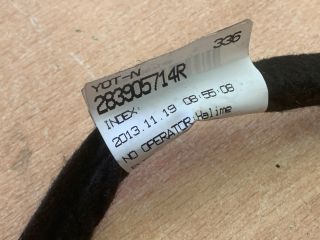 YOT-N 336
283905714R
INDEX:
2013.11.19 08:55:08
NO OPERATOR:Halime